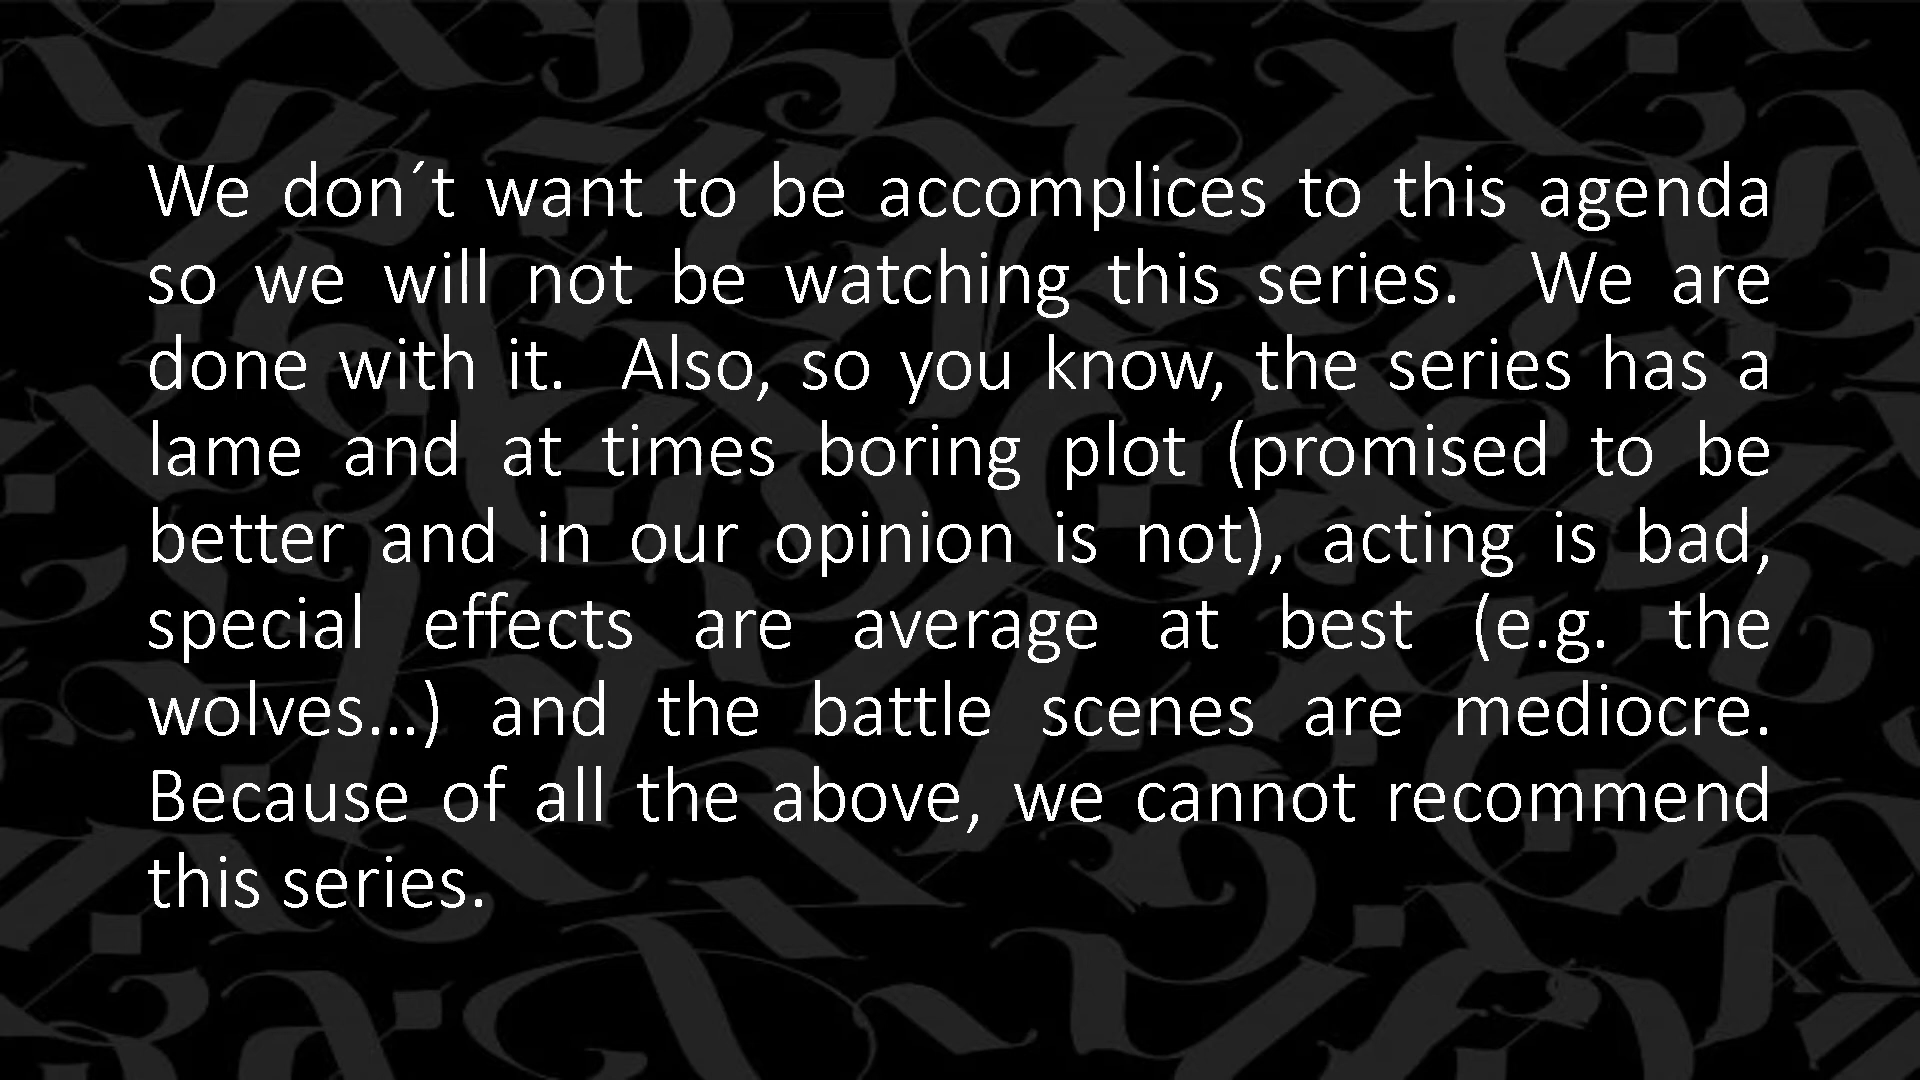 We don´t want to be accomplices to this agenda
so we will not be watching this series.  We are
done with it.  Also, so you know, the series has a
lame and at times boring plot (promised to be
better and in our opinion is not), acting is bad,
special effects are average at best (e.g. the
wolves…) and the battle scenes are mediocre.
Because of all the above, we cannot recommend
this series.